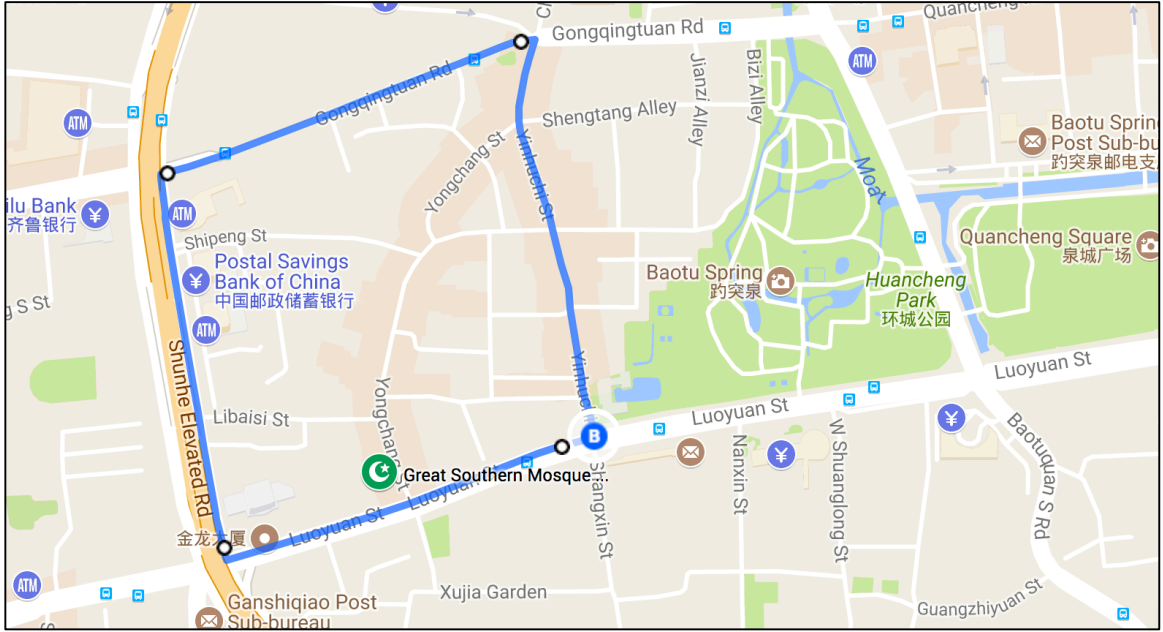 Gongqingtuan Rd
Quancheng
Gongqingtuan Rd
ATM
ATM
Jianzi Alley
Bizi Alley
Shengtang Alley
Yongchang St
Yinhuchi St
Moat
Baotu Spring
Post Sub-bu
趵突泉邮电支
ilu Bank
齐鲁银行
¥
ATM
Shipeng St
Postal Savings
Bank of China
中国邮政储蓄银行
¥
Baotu Spring
趵突泉
Quancheng Square
泉城广场
Huancheng
Park
环城公园
g S St
ATM
Shunhe Elevated Rd
Yongchang St
Yinhuchi
Luoyuan St
Libaisi St
Luoyuan St
B
¥
Great Southern Mosque ...
Luoyuan
Shangxin St
Nanxin St
¥
W Shuanglong St
Baotuquan S Rd
金龙大厦
Luoyuan St
ATM
Xujia Garden
Guangzhiyuan St
Ganshiqiao Post
Sub-bureau